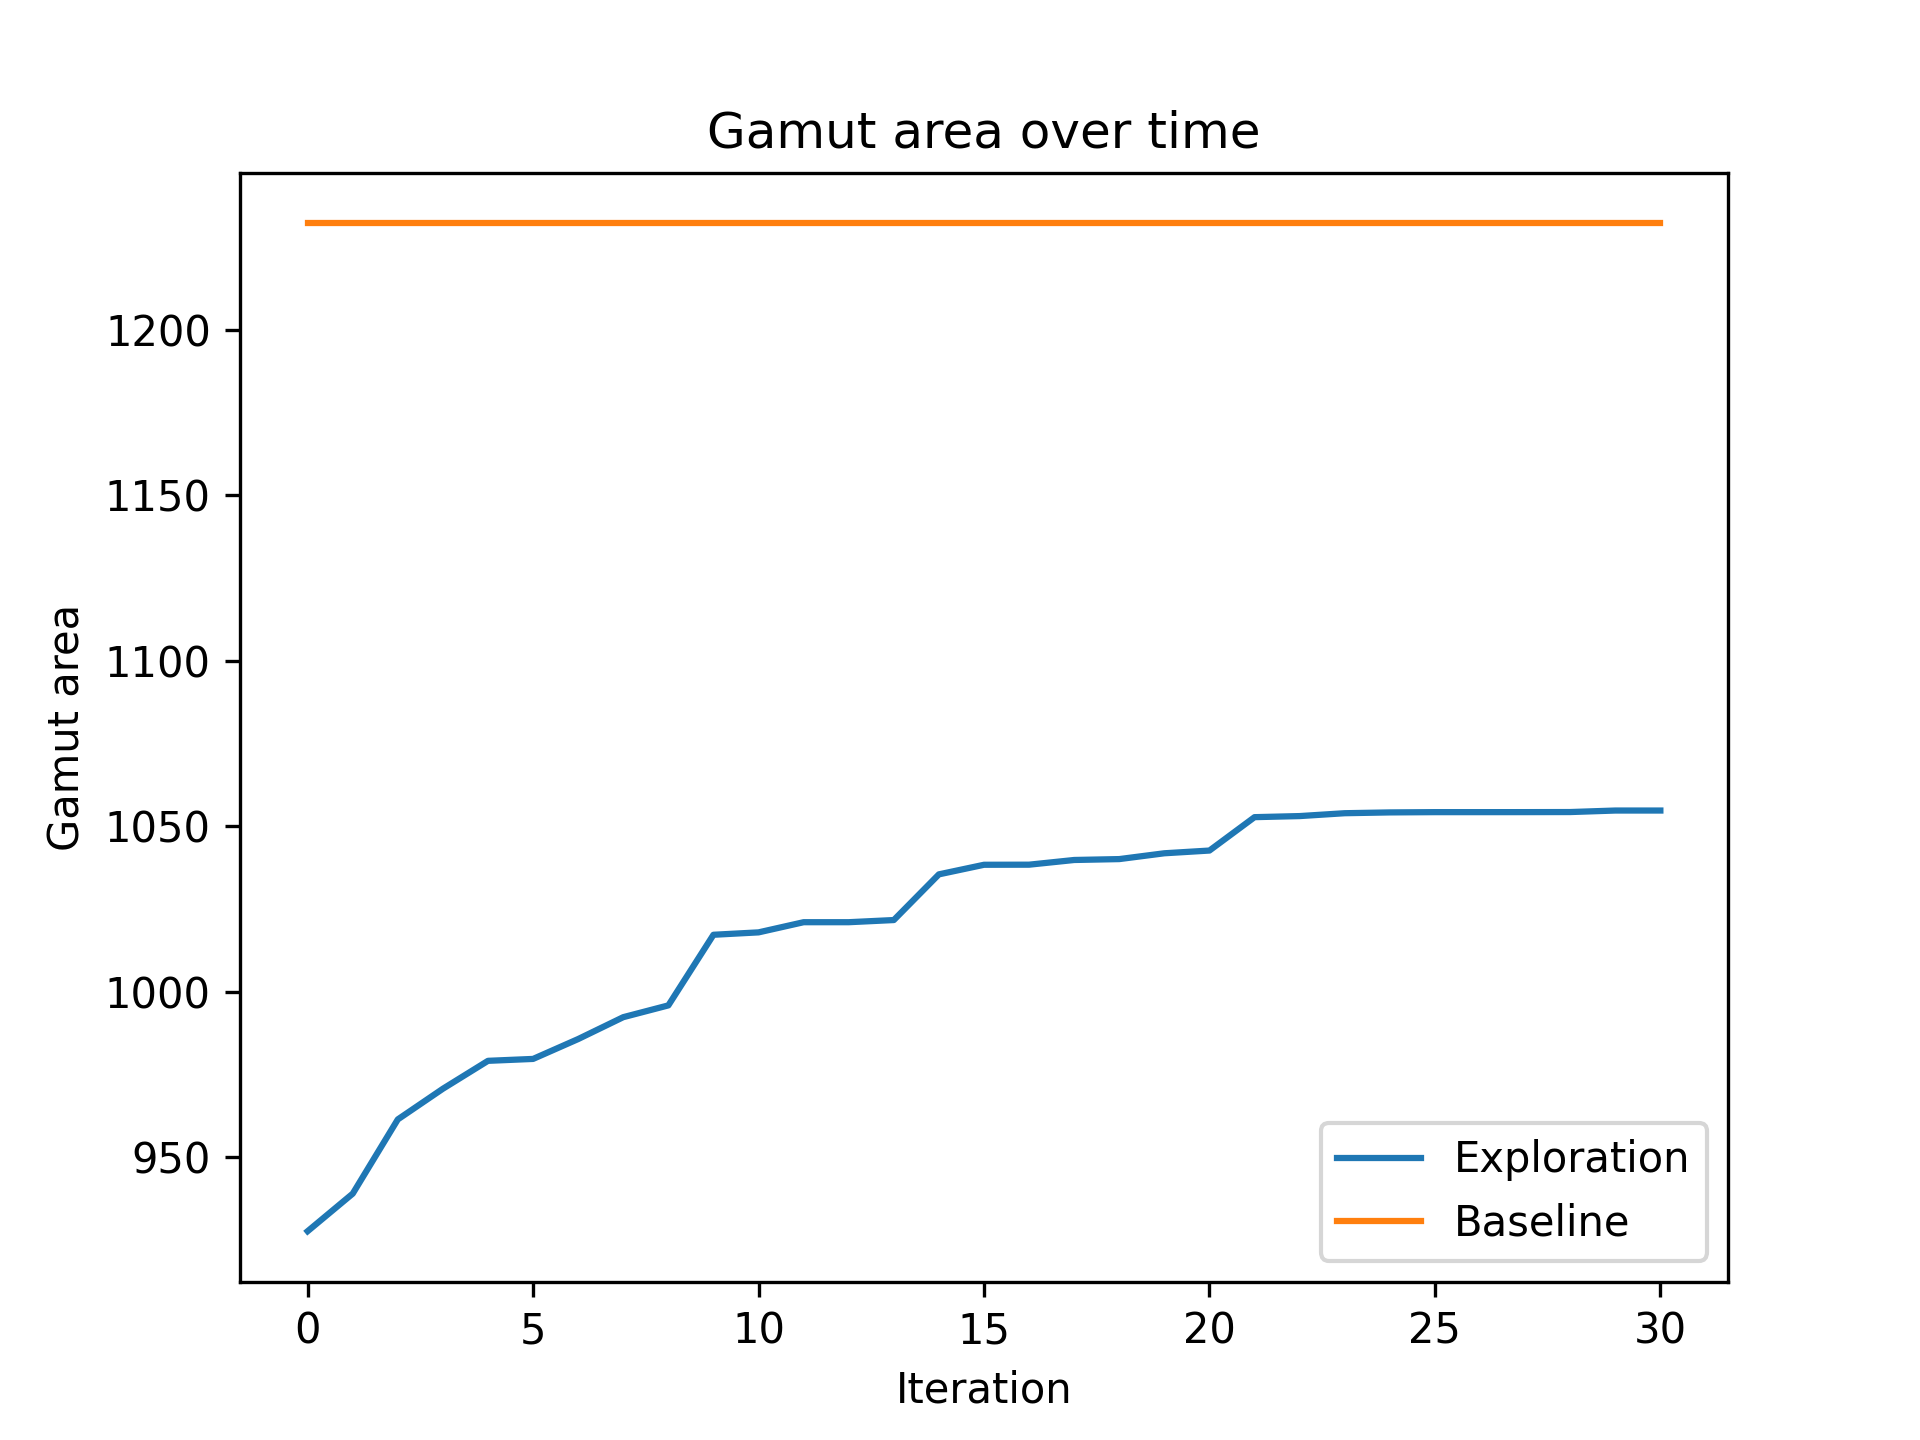 Gamut area over time
1200
1150
1100
1050
1000
950
Gamut area
0 5 10 15 20 25 30
Iteration
Exploration
Baseline